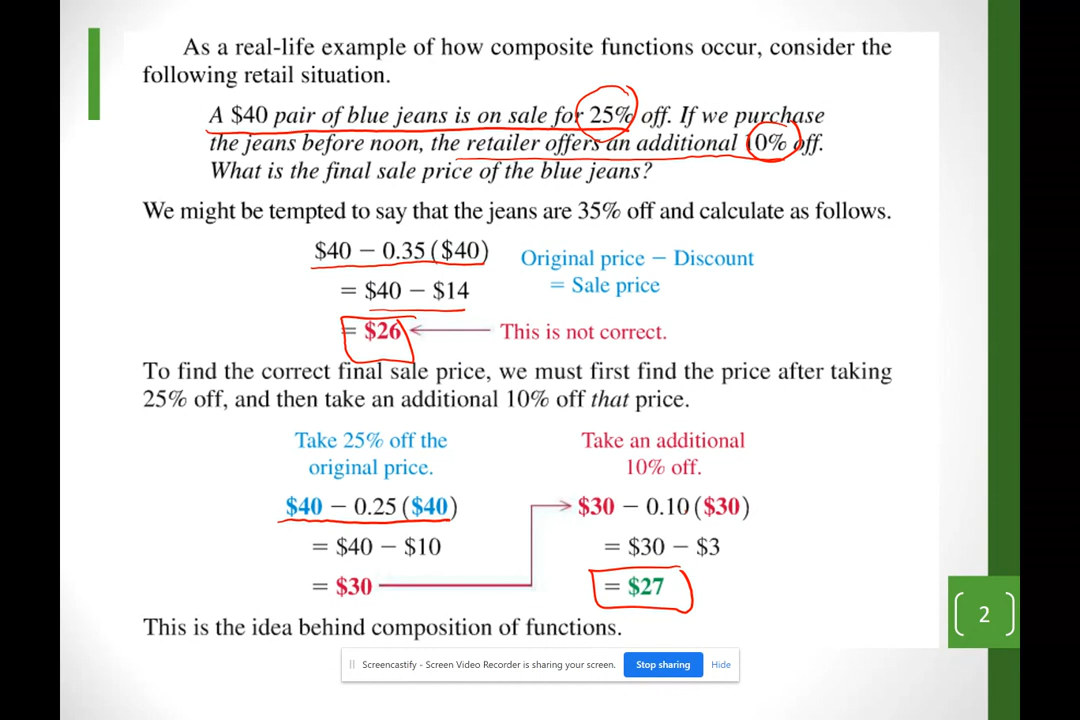 As a real-life example of how composite functions occur, consider the
following retail situation.
A $40 pair of blue jeans is on sale for 25% off. If we purchase
the jeans before noon, the retailer offers an additional 10% off.
What is the final sale price of the blue jeans?
We might be tempted to say that the jeans are 35% off and calculate as follows.
$40 − 0.35($40) Original price − Discount
= $40 − $14 = Sale price
= $26 This is not correct.
To find the correct final sale price, we must first find the price after taking
25% off, and then take an additional 10% off that price.
Take 25% off the
original price.
$40 − 0.25($40)
= $40 − $10
= $30
Take an additional
10% off.
$30 − 0.10($30)
= $30 − $3
= $27
This is the idea behind composition of functions.
2
Screencastify - Screen Video Recorder is sharing your screen. Stop sharing Hide